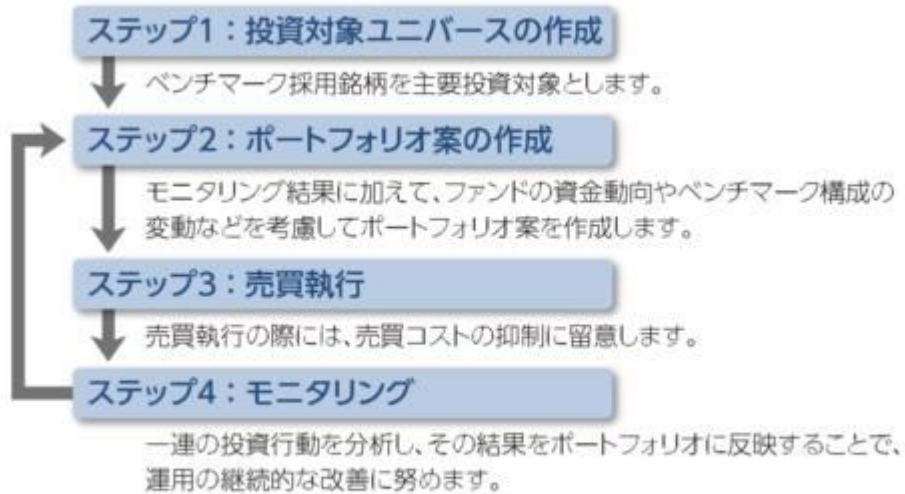 ステップ1：投資対象ユニバースの作成
ベンチマーク採用銘柄を主要投資対象とします。
ステップ2：ポートフォリオ案の作成
モニタリング結果に加えて、ファンドの資金動向やベンチマーク構成の
変動などを考慮してポートフォリオ案を作成します。
ステップ3：売買執行
売買執行の際には、売買コストの抑制に留意します。
ステップ4：モニタリング
一連の投資行動を分析し、その結果をポートフォリオに反映することで、
運用の継続的な改善に努めます。